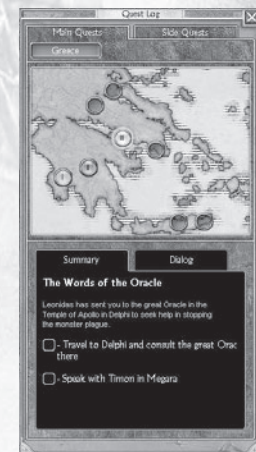 Quest Log
Main Quests
Side Quests
Greece
I
II
III
Summary
Dialog
The Words of the Oracle
Leonidas has sent you to the great Oracle in the
Temple of Apollo in Delphi to seek help in stopping
the monster plague.
- Travel to Delphi and consult the great Orac
there
- Speak with Timon in Megara